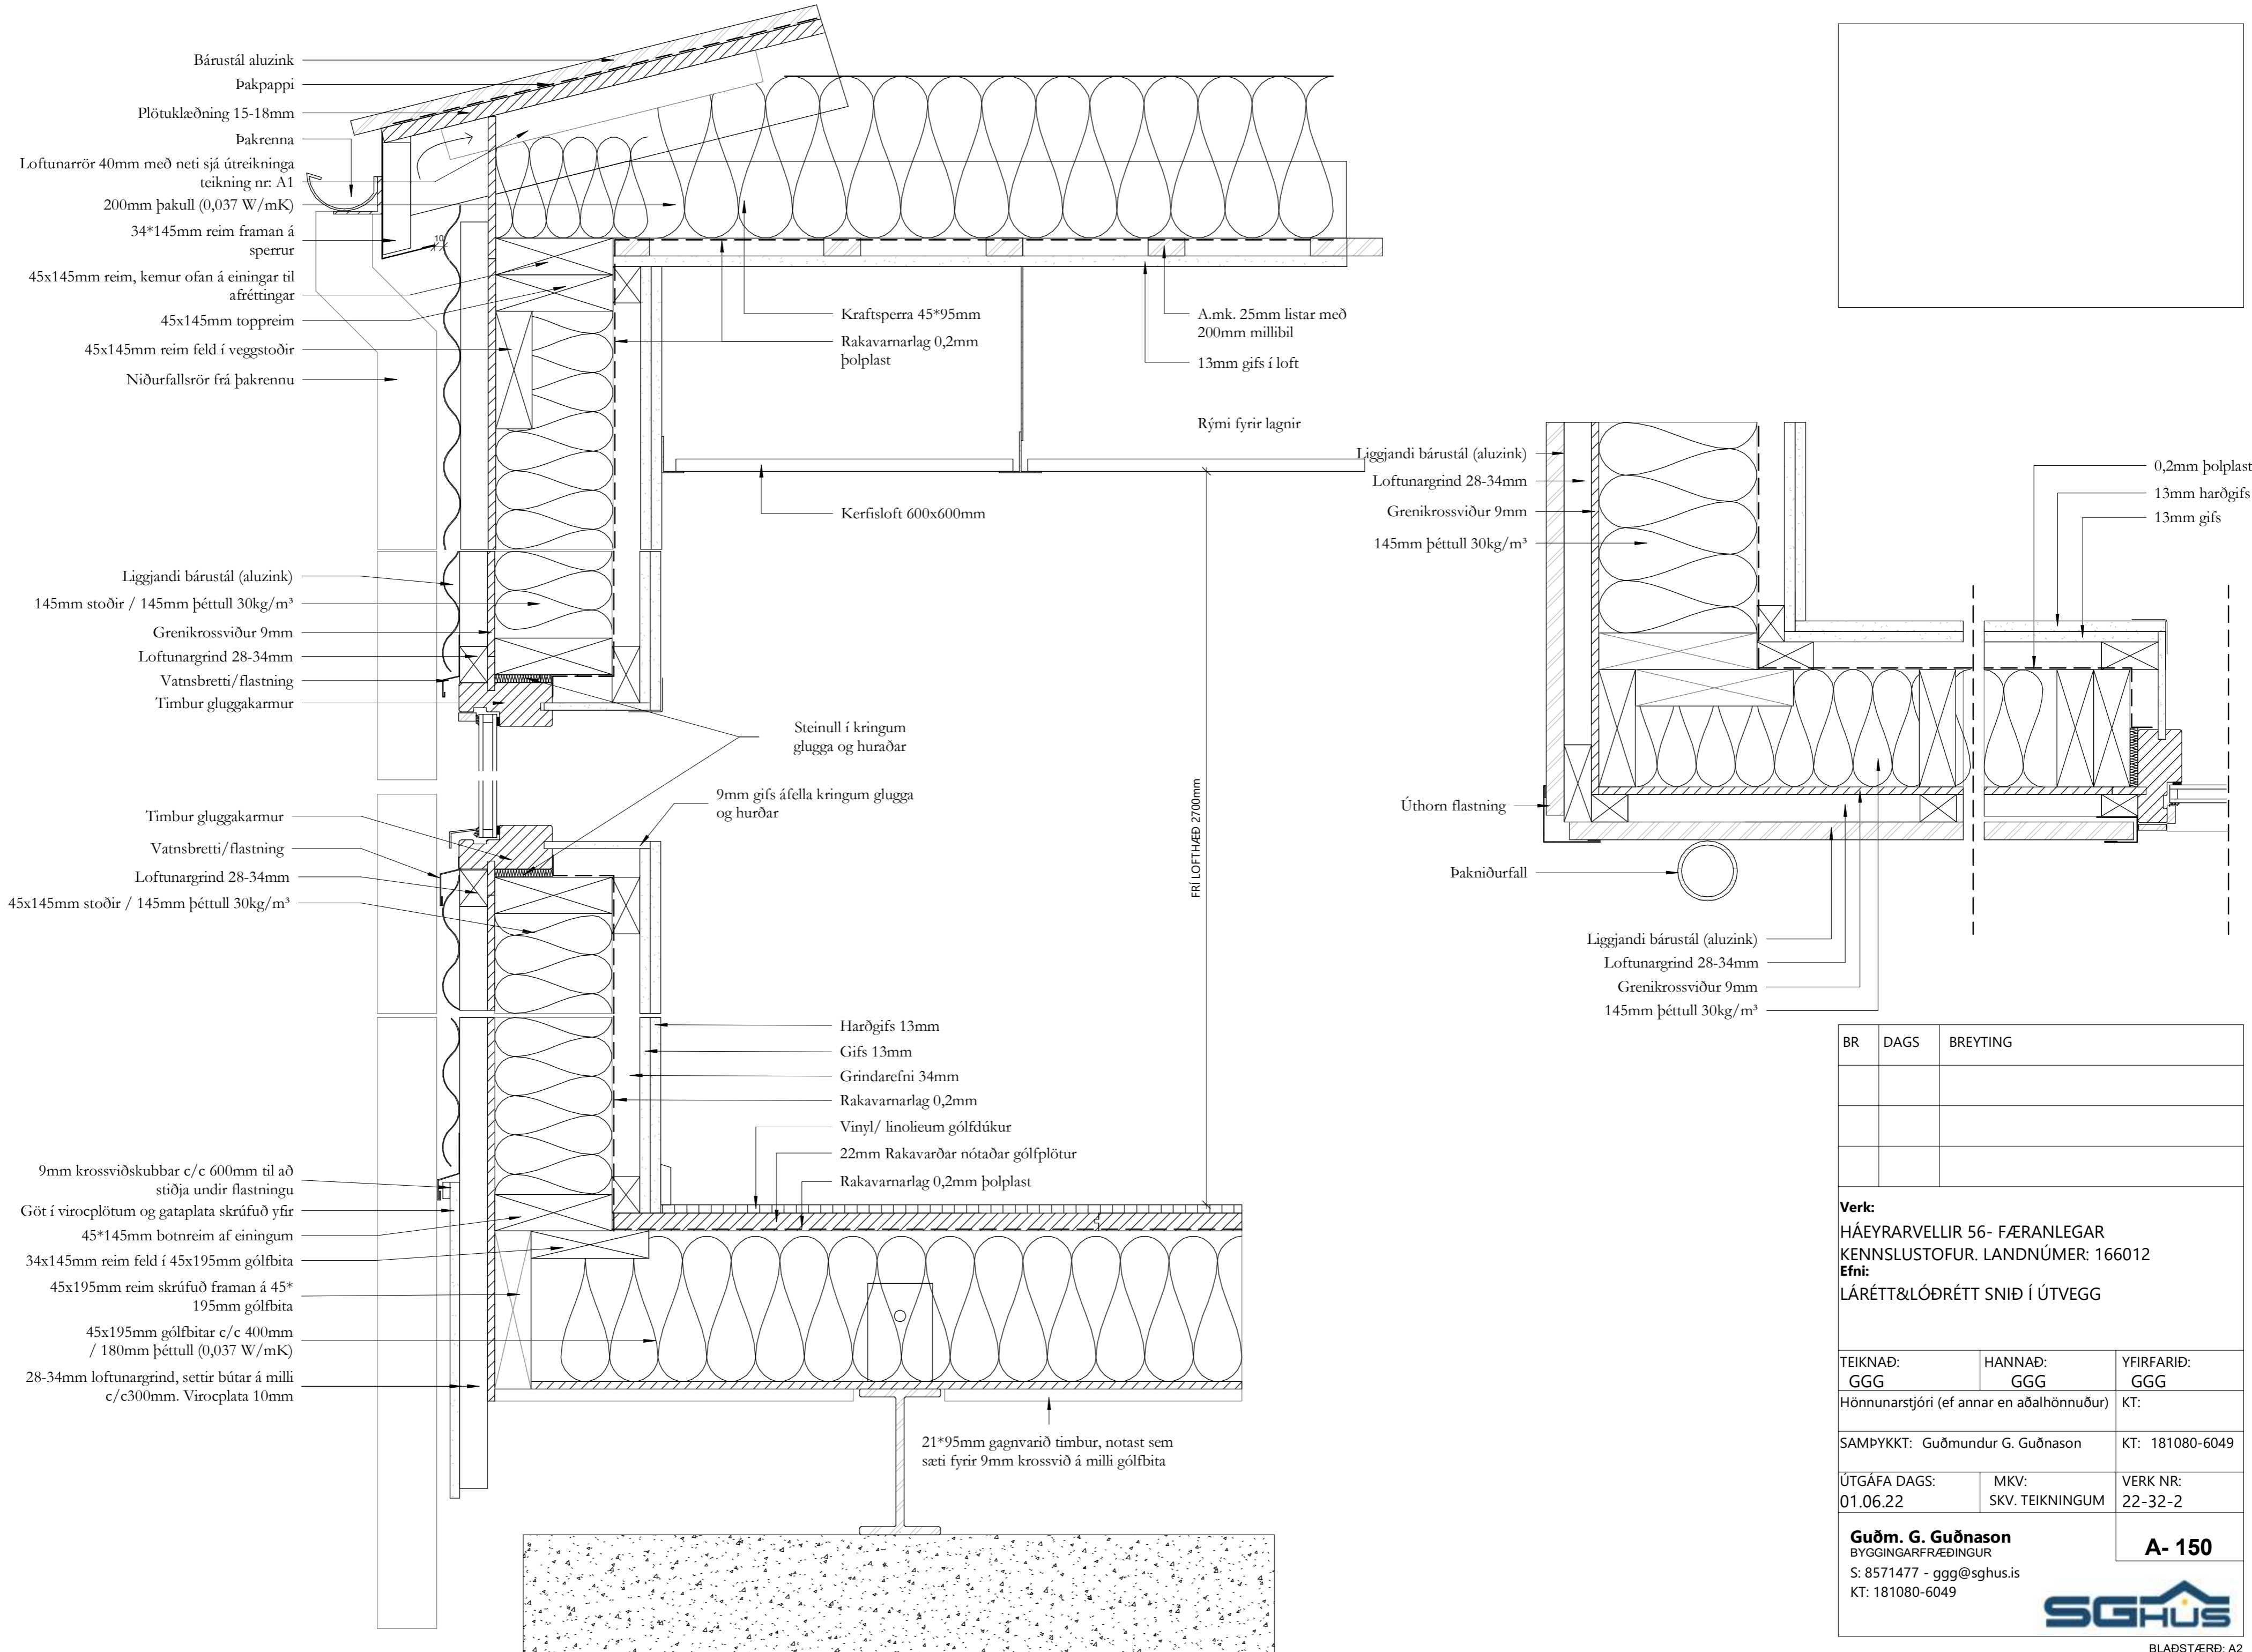 Bárustál aluzink
Þakpappi
Plötuklæðning 15-18mm
Þakrenna
Loftunarrör 40mm með neti sjá útreikninga
teikning nr: A1
200mm þakull (0,037 W/mK)
34*145mm reim framan á
sperrur
45x145mm reim, kemur ofan á einingar til
afréttingar
45x145mm toppreim
45x145mm reim feld í veggstoðir
Niðurfallsrör frá þakrennu
10
Liggjandi bárustál (aluzink)
145mm stoðir / 145mm þéttull 30kg/m³
Grenikrossviður 9mm
Loftunargrind 28-34mm
Vatnsbretti/flastning
Timbur gluggakarmur
Timbur gluggakarmur
Vatnsbretti/flastning
Loftunargrind 28-34mm
45x145mm stoðir / 145mm þéttull 30kg/m³
9mm krossviðskubbar c/c 600mm til að
stiðja undir flastningu
Göt í virocplötum og gataplata skrúfuð yfir
45*145mm botnreim af einingum
34x145mm reim feld í 45x195mm gólfbita
45x195mm reim skrúfuð framan á 45*
195mm gólfbita
45x195mm gólfbitar c/c 400mm
/ 180mm þéttull (0,037 W/mK)
28-34mm loftunargrind, settir bútar á milli
c/c300mm. Virocplata 10mm
Kraftsperra 45*95mm
Rakavarnarlag 0,2mm
þolplast
A.mk. 25mm listar með
200mm millibil
13mm gifs í loft
Rými fyrir lagnir
Kerfisloft 600x600mm
Steinull í kringum
glugga og huraðar
9mm gifs áfella kringum glugga
og hurðar
FRÍ LOFTHÆÐ 2700mm
Harðgifs 13mm
Gifs 13mm
Grindarefni 34mm
Rakavarnarlag 0,2mm
Vinyl/ linolieum gólfdúkur
22mm Rakavarðar nótaðar gólfplötur
Rakavarnarlag 0,2mm þolplast
21*95mm gagnvarið timbur, notast sem
sæti fyrir 9mm krossvið á milli gólfbita
Liggjandi bárustál (aluzink)
Loftunargrind 28-34mm
Grenikrossviður 9mm
145mm þéttull 30kg/m³
0,2mm þolplast
13mm harðgifs
13mm gifs
Úthorn flastning
Þakniðurfall
Liggjandi bárustál (aluzink)
Loftunargrind 28-34mm
Grenikrossviður 9mm
145mm þéttull 30kg/m³
BR DAGS BREYTING
Verk:
HÁEYRARVELLIR 56- FÆRANLEGAR
KENNSLUSTOFUR. LANDNÚMER: 166012
Efni:
LÁRÉTT&LÓÐRÉTT SNIÐ Í ÚTVEGG
TEIKNAÐ: HANNAÐ: YFIRFARIÐ:
GGG GGG GGG
Hönnunarstjóri (ef annar en aðalhönnuður) KT:
SAMÞYKKT: Guðmundur G. Guðnason KT: 181080-6049
ÚTGÁFA DAGS: MKV: VERK NR:
01.06.22 SKV. TEIKNINGUM 22-32-2
Guðm. G. Guðnason
BYGGINGARFRÆÐINGUR
A- 150
S: 8571477 - ggg@sghus.is
KT: 181080-6049
SGHÚS
BLAÐSTÆRÐ: A2